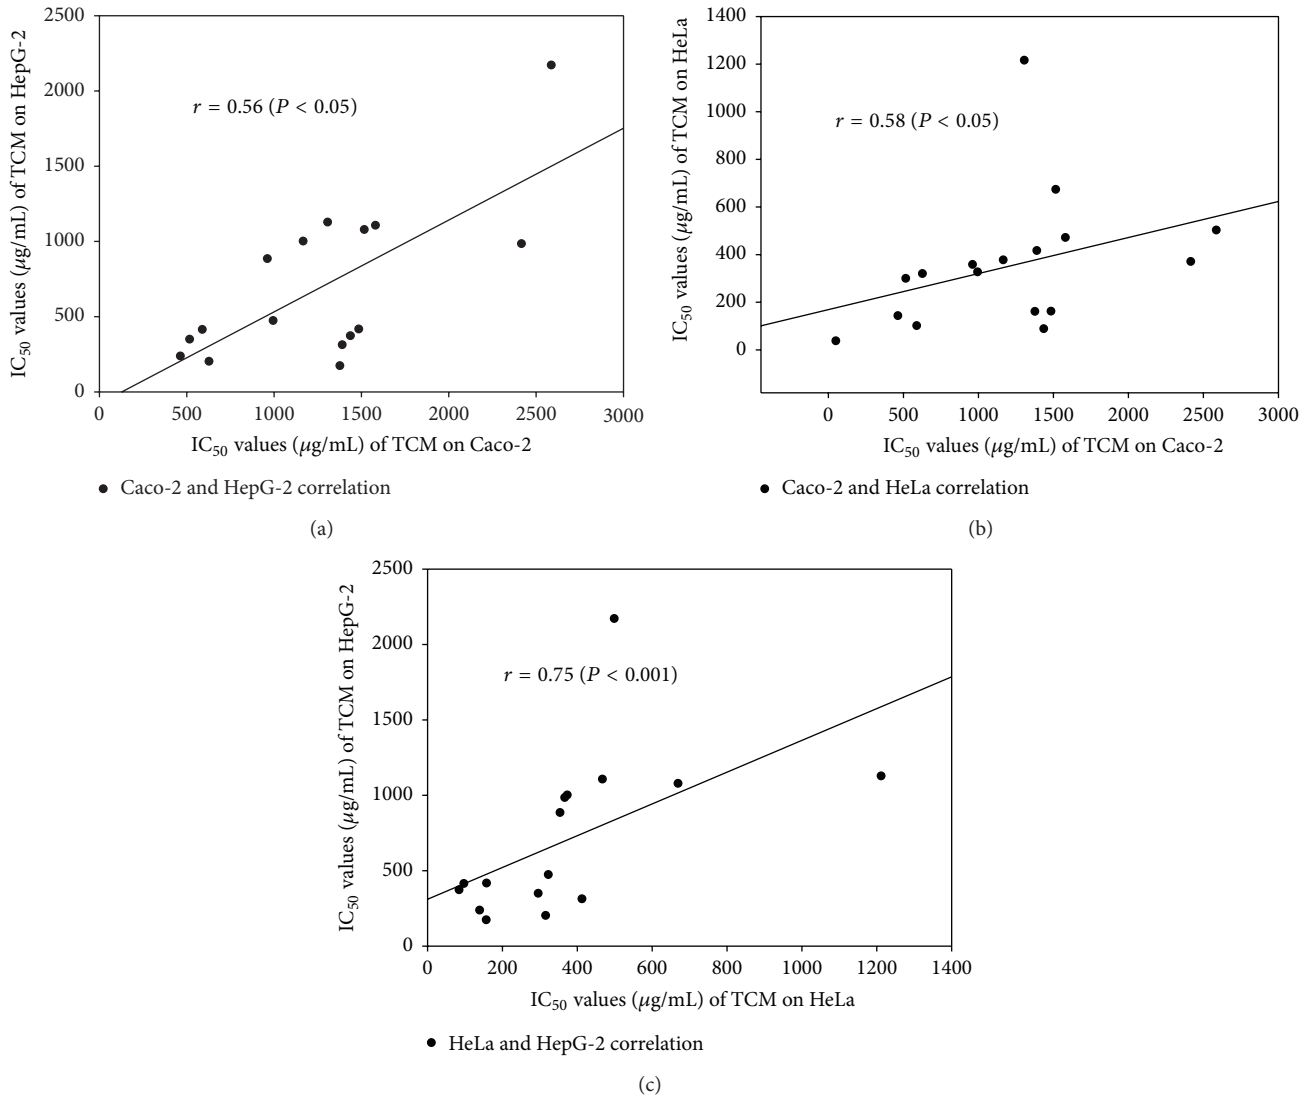 IC50 values (μg/mL) of TCM on HepG-2
2500
2000
1500
1000
500
0
r = 0.56 (P < 0.05)
0 500 1000 1500 2000 2500 3000
IC50 values (μg/mL) of TCM on Caco-2
Caco-2 and HepG-2 correlation
(a)
IC50 values (μg/mL) of TCM on HeLa
1400
1200
1000
800
600
400
200
0
r = 0.58 (P < 0.05)
0 500 1000 1500 2000 2500 3000
IC50 values (μg/mL) of TCM on Caco-2
Caco-2 and HeLa correlation
(b)
IC50 values (μg/mL) of TCM on HepG-2
2500
2000
1500
1000
500
0
r = 0.75 (P < 0.001)
0 200 400 600 800 1000 1200 1400
IC50 values (μg/mL) of TCM on HeLa
HeLa and HepG-2 correlation
(c)